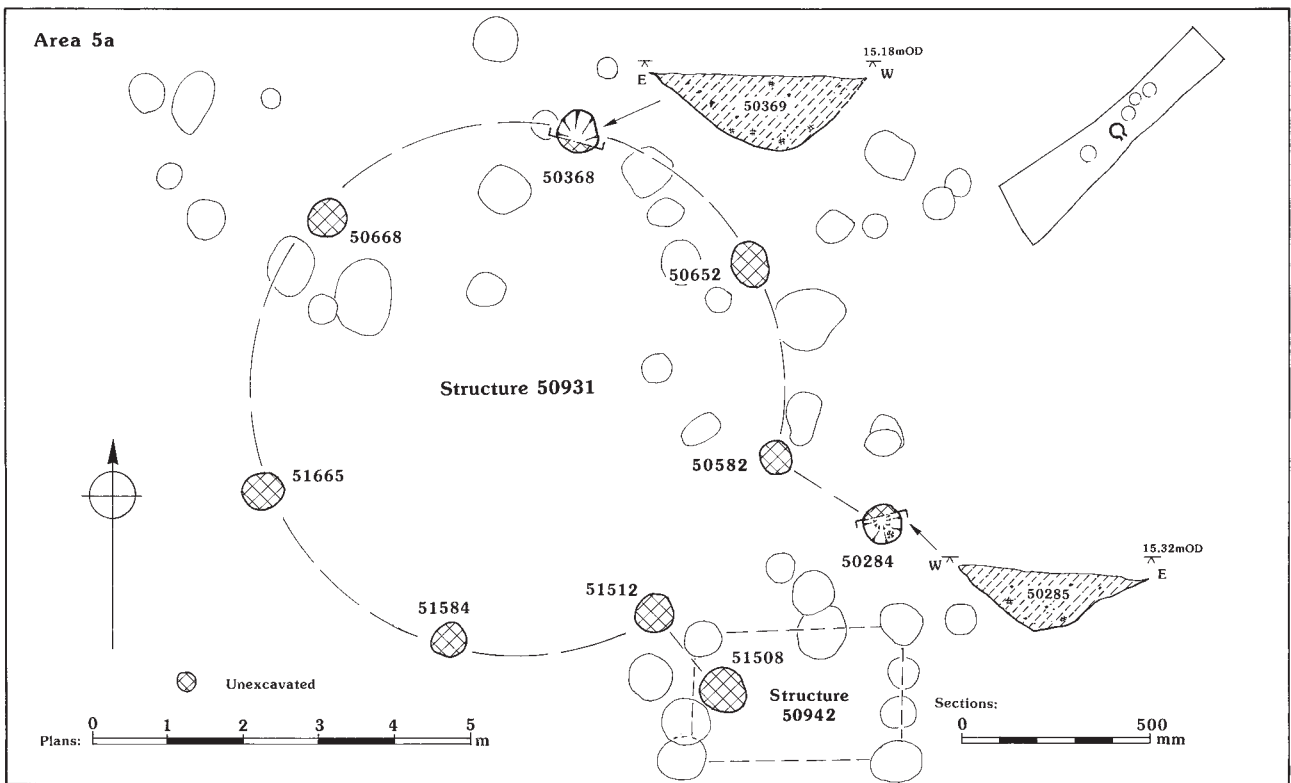 Area 5a
15.18mOD
E
W
50369
50368
50668
50652
Structure 50931
50582
51665
50284
15.32mOD
W
E
50285
51512
51584
51508
Unexcavated
Structure
50942
Sections:
0 500
mm
0 1 2 3 4 5
Plans: m